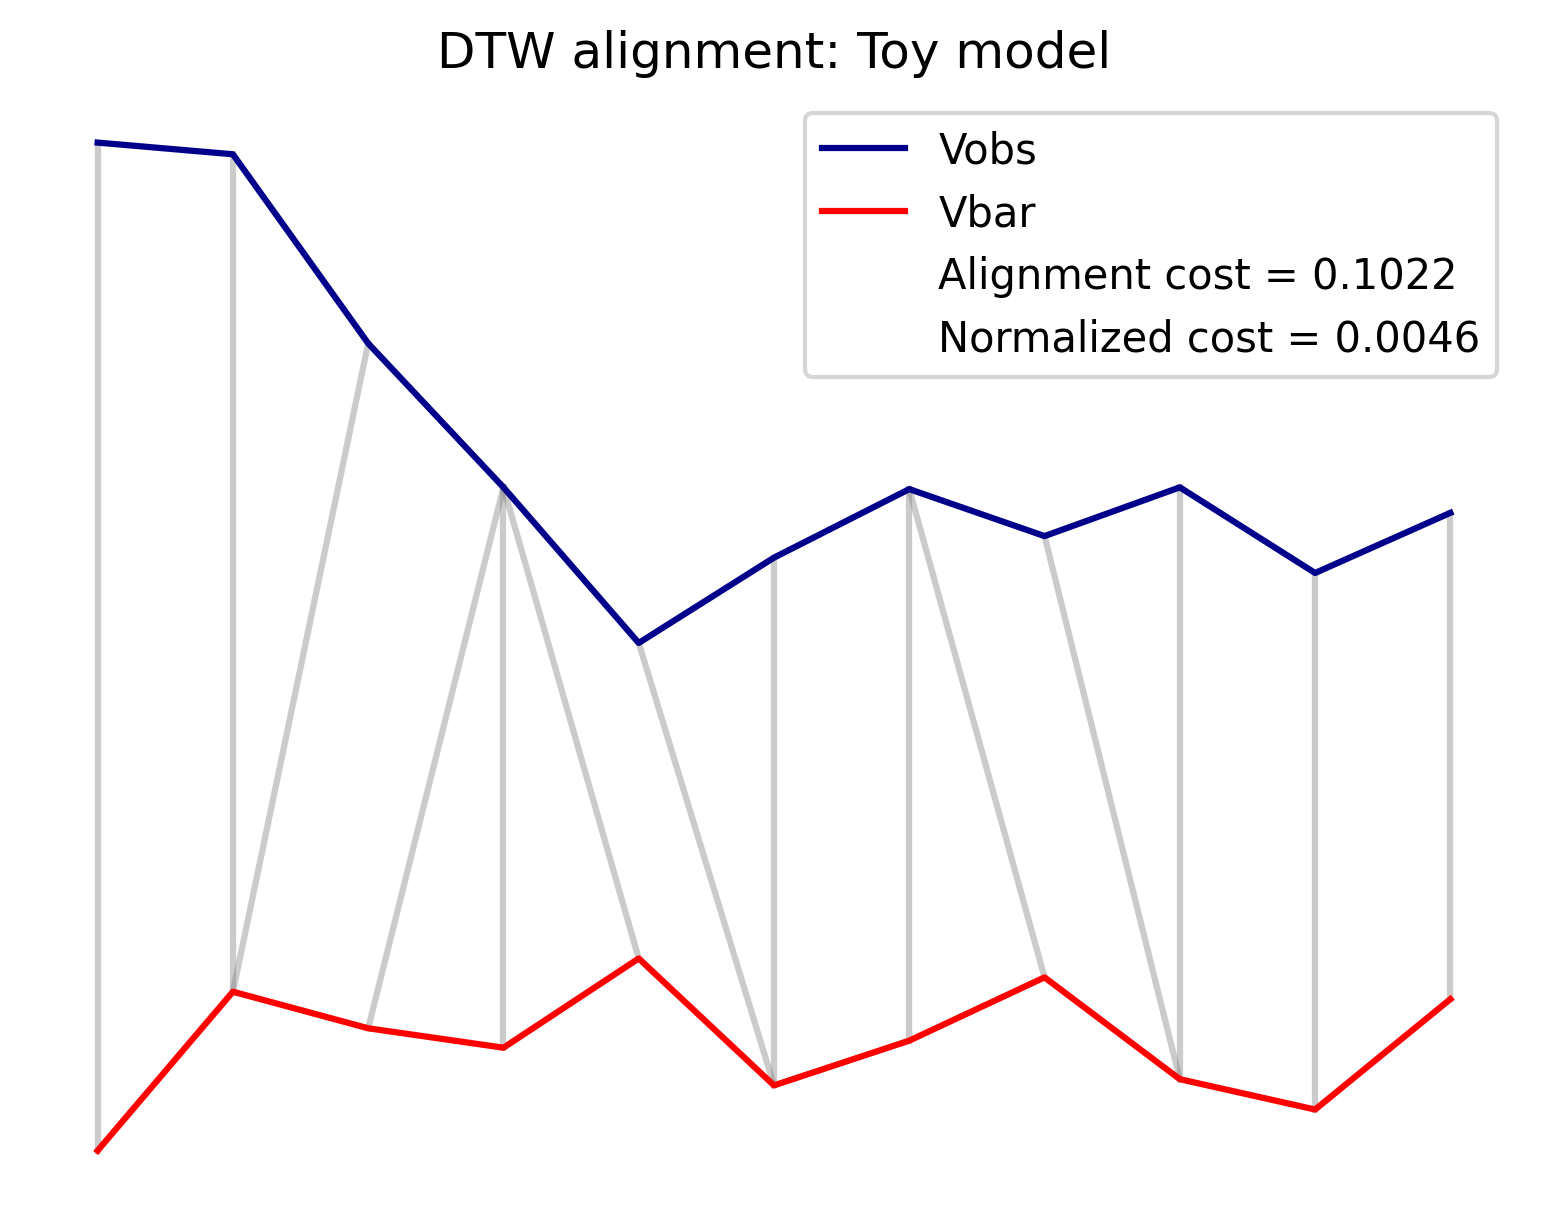 DTW alignment: Toy model
Vobs
Vbar
Alignment cost = 0.1022
Normalized cost = 0.0046